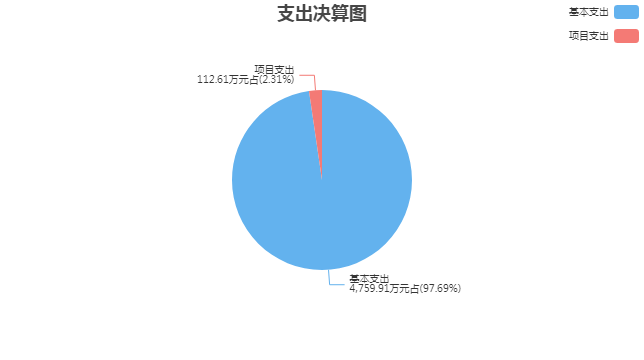 支出决算图
基本支出
项目支出
项目支出
112.61万元占(2.31%)
基本支出
4,759.91万元占(97.69%)